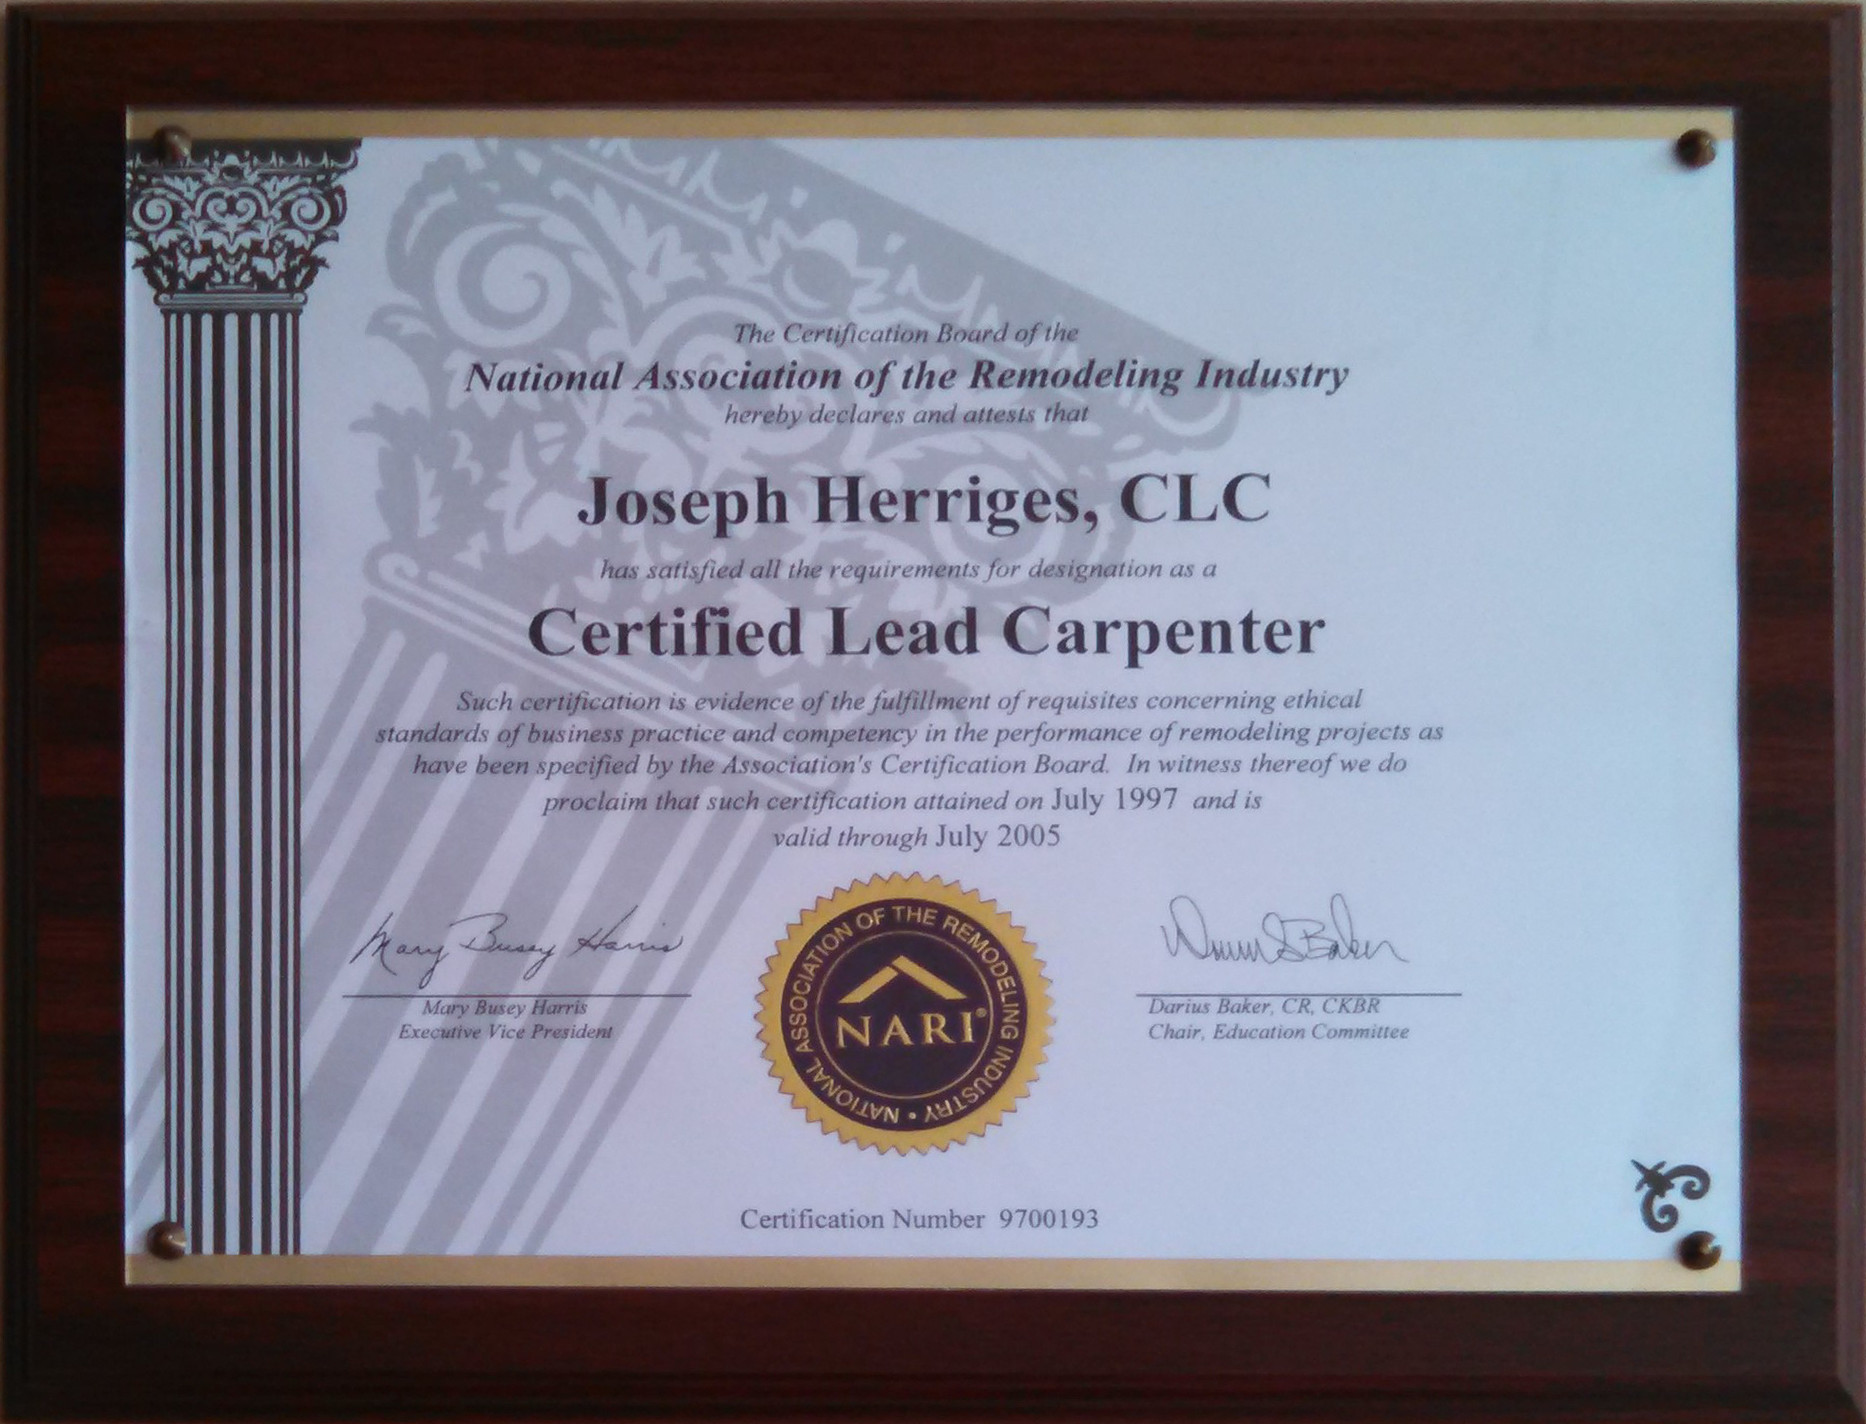 The Certification Board of the
National Association of the Remodeling Industry
hereby declares and attests that
Joseph Herriges, CLC
has satisfied all the requirements for designation as a
Certified Lead Carpenter
Such certification is evidence of the fulfillment of requisites concerning ethical
standards of business practice and competency in the performance of remodeling projects as
have been specified by the Association's Certification Board. In witness thereof we do
proclaim that such certification attained on July 1997 and is
valid through July 2005
Mary Busey Harris
Mary Busey Harris
Executive Vice President
NATIONAL ASSOCIATION OF THE REMODELING INDUSTRY •
NARI®
Darius Baker
Darius Baker, CR, CKBR
Chair, Education Committee
Certification Number 9700193